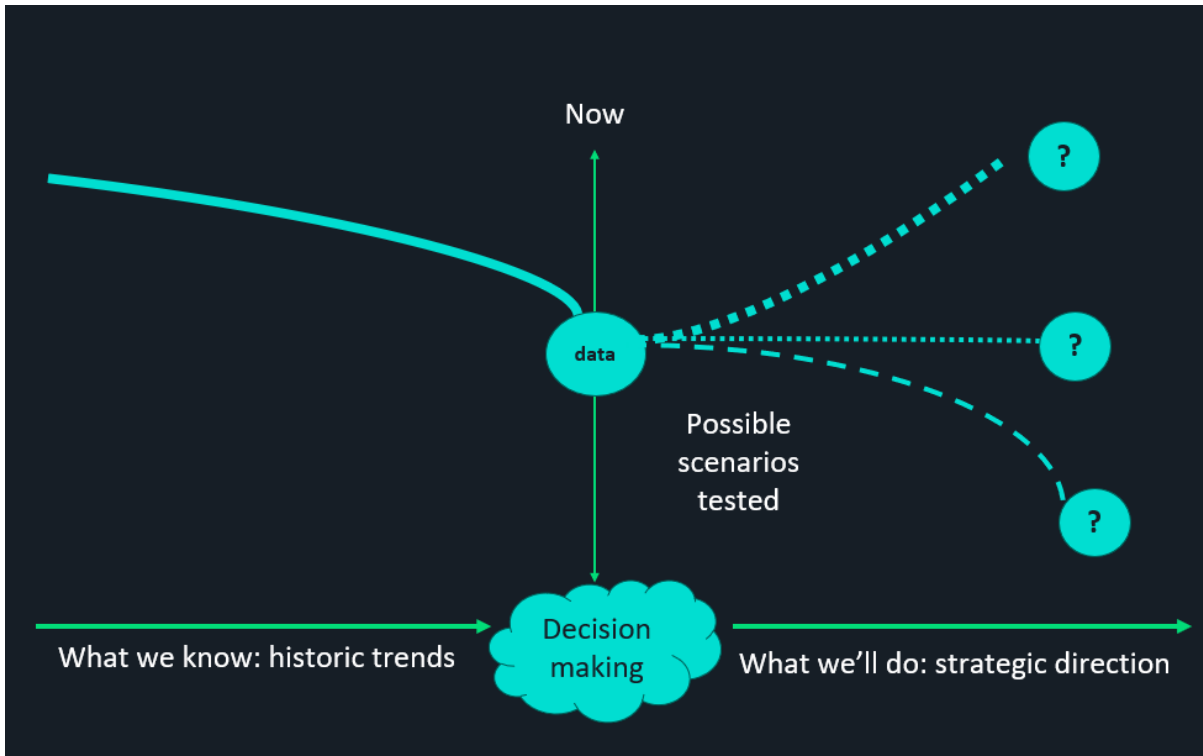 Now
?
data
?
Possible
scenarios
tested
?
Decision
making
What we know: historic trends
What we’ll do: strategic direction